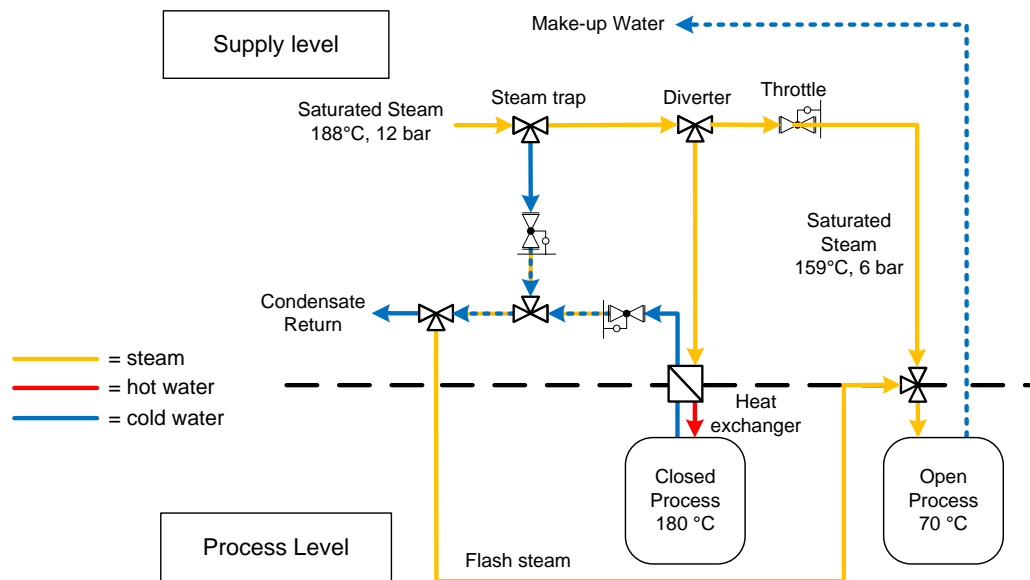 Make-up Water
Supply level
Steam trap
Diverter
Throttle
Saturated Steam
188°C, 12 bar
Saturated
Steam
159°C, 6 bar
Condensate
Return
= steam
= hot water
= cold water
Heat
exchanger
Closed
Process
180 °C
Open
Process
70 °C
Process Level
Flash steam